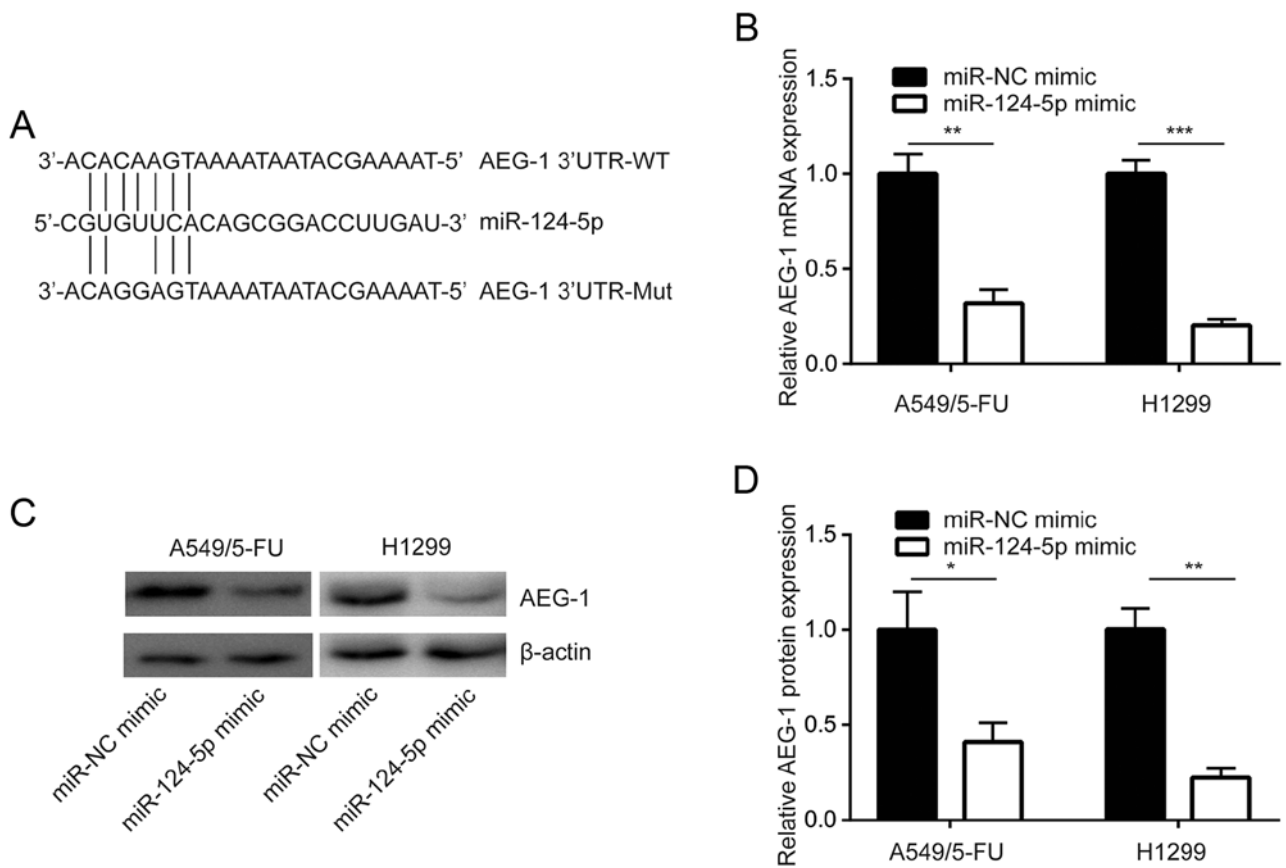 A
3'-ACACAAGTAAAATAATACGAAAAT-5' AEG-1 3'UTR-WT
5'-CGUGUUCACAGCGGACCUUGAU-3' miR-124-5p
3'-ACAGGAGTAAAATAATACGAAAAT-5' AEG-1 3'UTR-Mut
B
Relative AEG-1 mRNA expression
1.5
1.0
0.5
0.0
miR-NC mimic
miR-124-5p mimic
**
***
A549/5-FU
H1299
C
A549/5-FU
H1299
AEG-1
β-actin
miR-NC mimic
miR-124-5p mimic
miR-NC mimic
miR-124-5p mimic
D
Relative AEG-1 protein expression
1.5
1.0
0.5
0.0
miR-NC mimic
miR-124-5p mimic
*
**
A549/5-FU
H1299